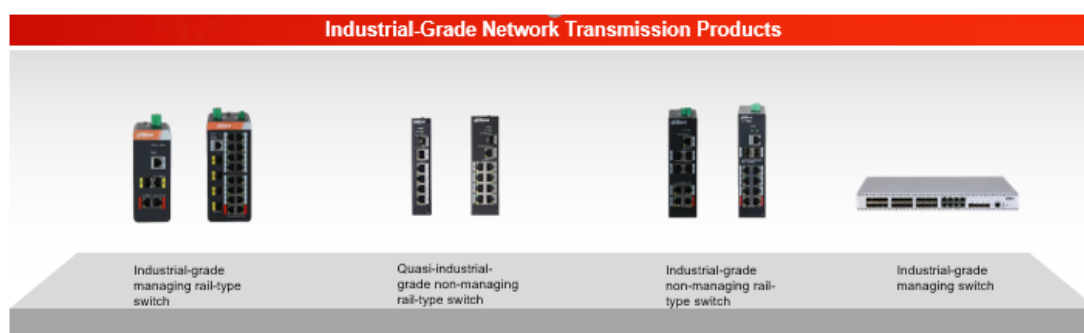 Industrial-Grade Network Transmission Products
Industrial-grade
managing rail-type
switch
Quasi-industrial-
grade non-managing
rail-type switch
Industrial-grade
non-managing rail-
type switch
Industrial-grade
managing switch